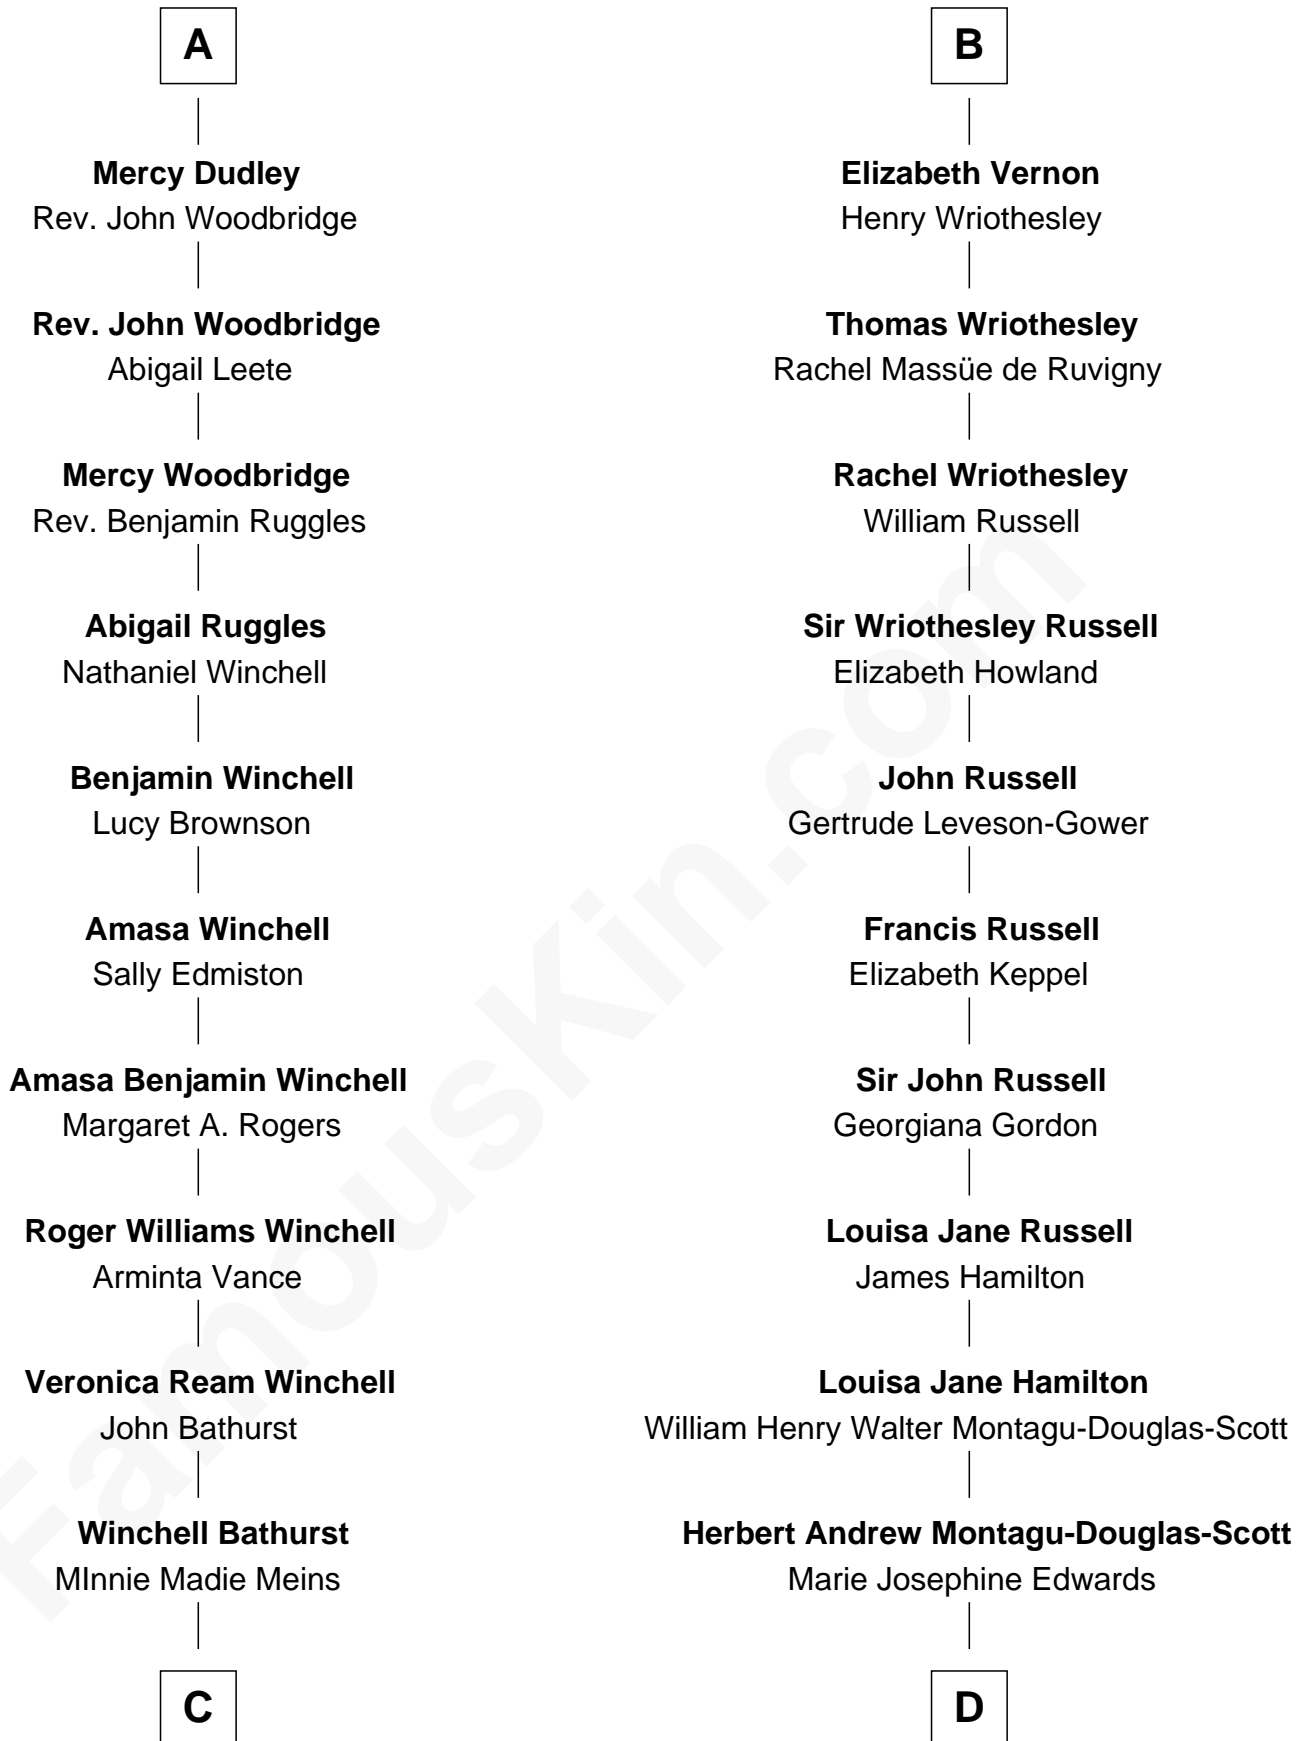 A
Mercy Dudley
Rev. John Woodbridge
Rev. John Woodbridge
Abigail Leete
Mercy Woodbridge
Rev. Benjamin Ruggles
Abigail Ruggles
Nathaniel Winchell
Benjamin Winchell
Lucy Brownson
Amasa Winchell
Sally Edmiston
Amasa Benjamin Winchell
Margaret A. Rogers
Roger Williams Winchell
Arminta Vance
Veronica Ream Winchell
John Bathurst
Winchell Bathurst
MInnie Madie Meins
C
B
Elizabeth Vernon
Henry Wriothesley
Thomas Wriothesley
Rachel Massüe de Ruvigny
Rachel Wriothesley
William Russell
Sir Wriothesley Russell
Elizabeth Howland
John Russell
Gertrude Leveson-Gower
Francis Russell
Elizabeth Keppel
Sir John Russell
Georgiana Gordon
Louisa Jane Russell
James Hamilton
Louisa Jane Hamilton
William Henry Walter Montagu-Douglas-Scott
Herbert Andrew Montagu-Douglas-Scott
Marie Josephine Edwards
D
FamousKin.com